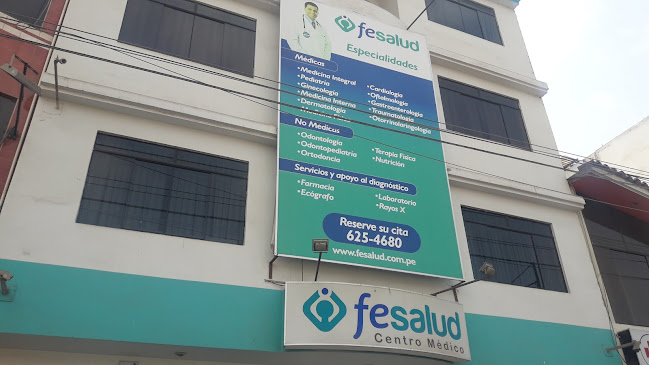 fesalud
Especialidades
Médicas
•Medicina Integral
•Pediatría
•Ginecología
•Medicina Interna
•Dermatología
•Cardiología
•Oftalmología
•Gastroenterología
•Traumatología
•Otorrinolaringología
No Médicas
•Odontología
•Odontopediatría
•Ortodoncia
•Terapia Física
•Nutrición
Servicios y apoyo al diagnóstico
•Farmacia
•Ecógrafo
•Laboratorio
•Rayos X
Reserve su cita
625-4680
www.fesalud.com.pe
fesalud
Centro Médico